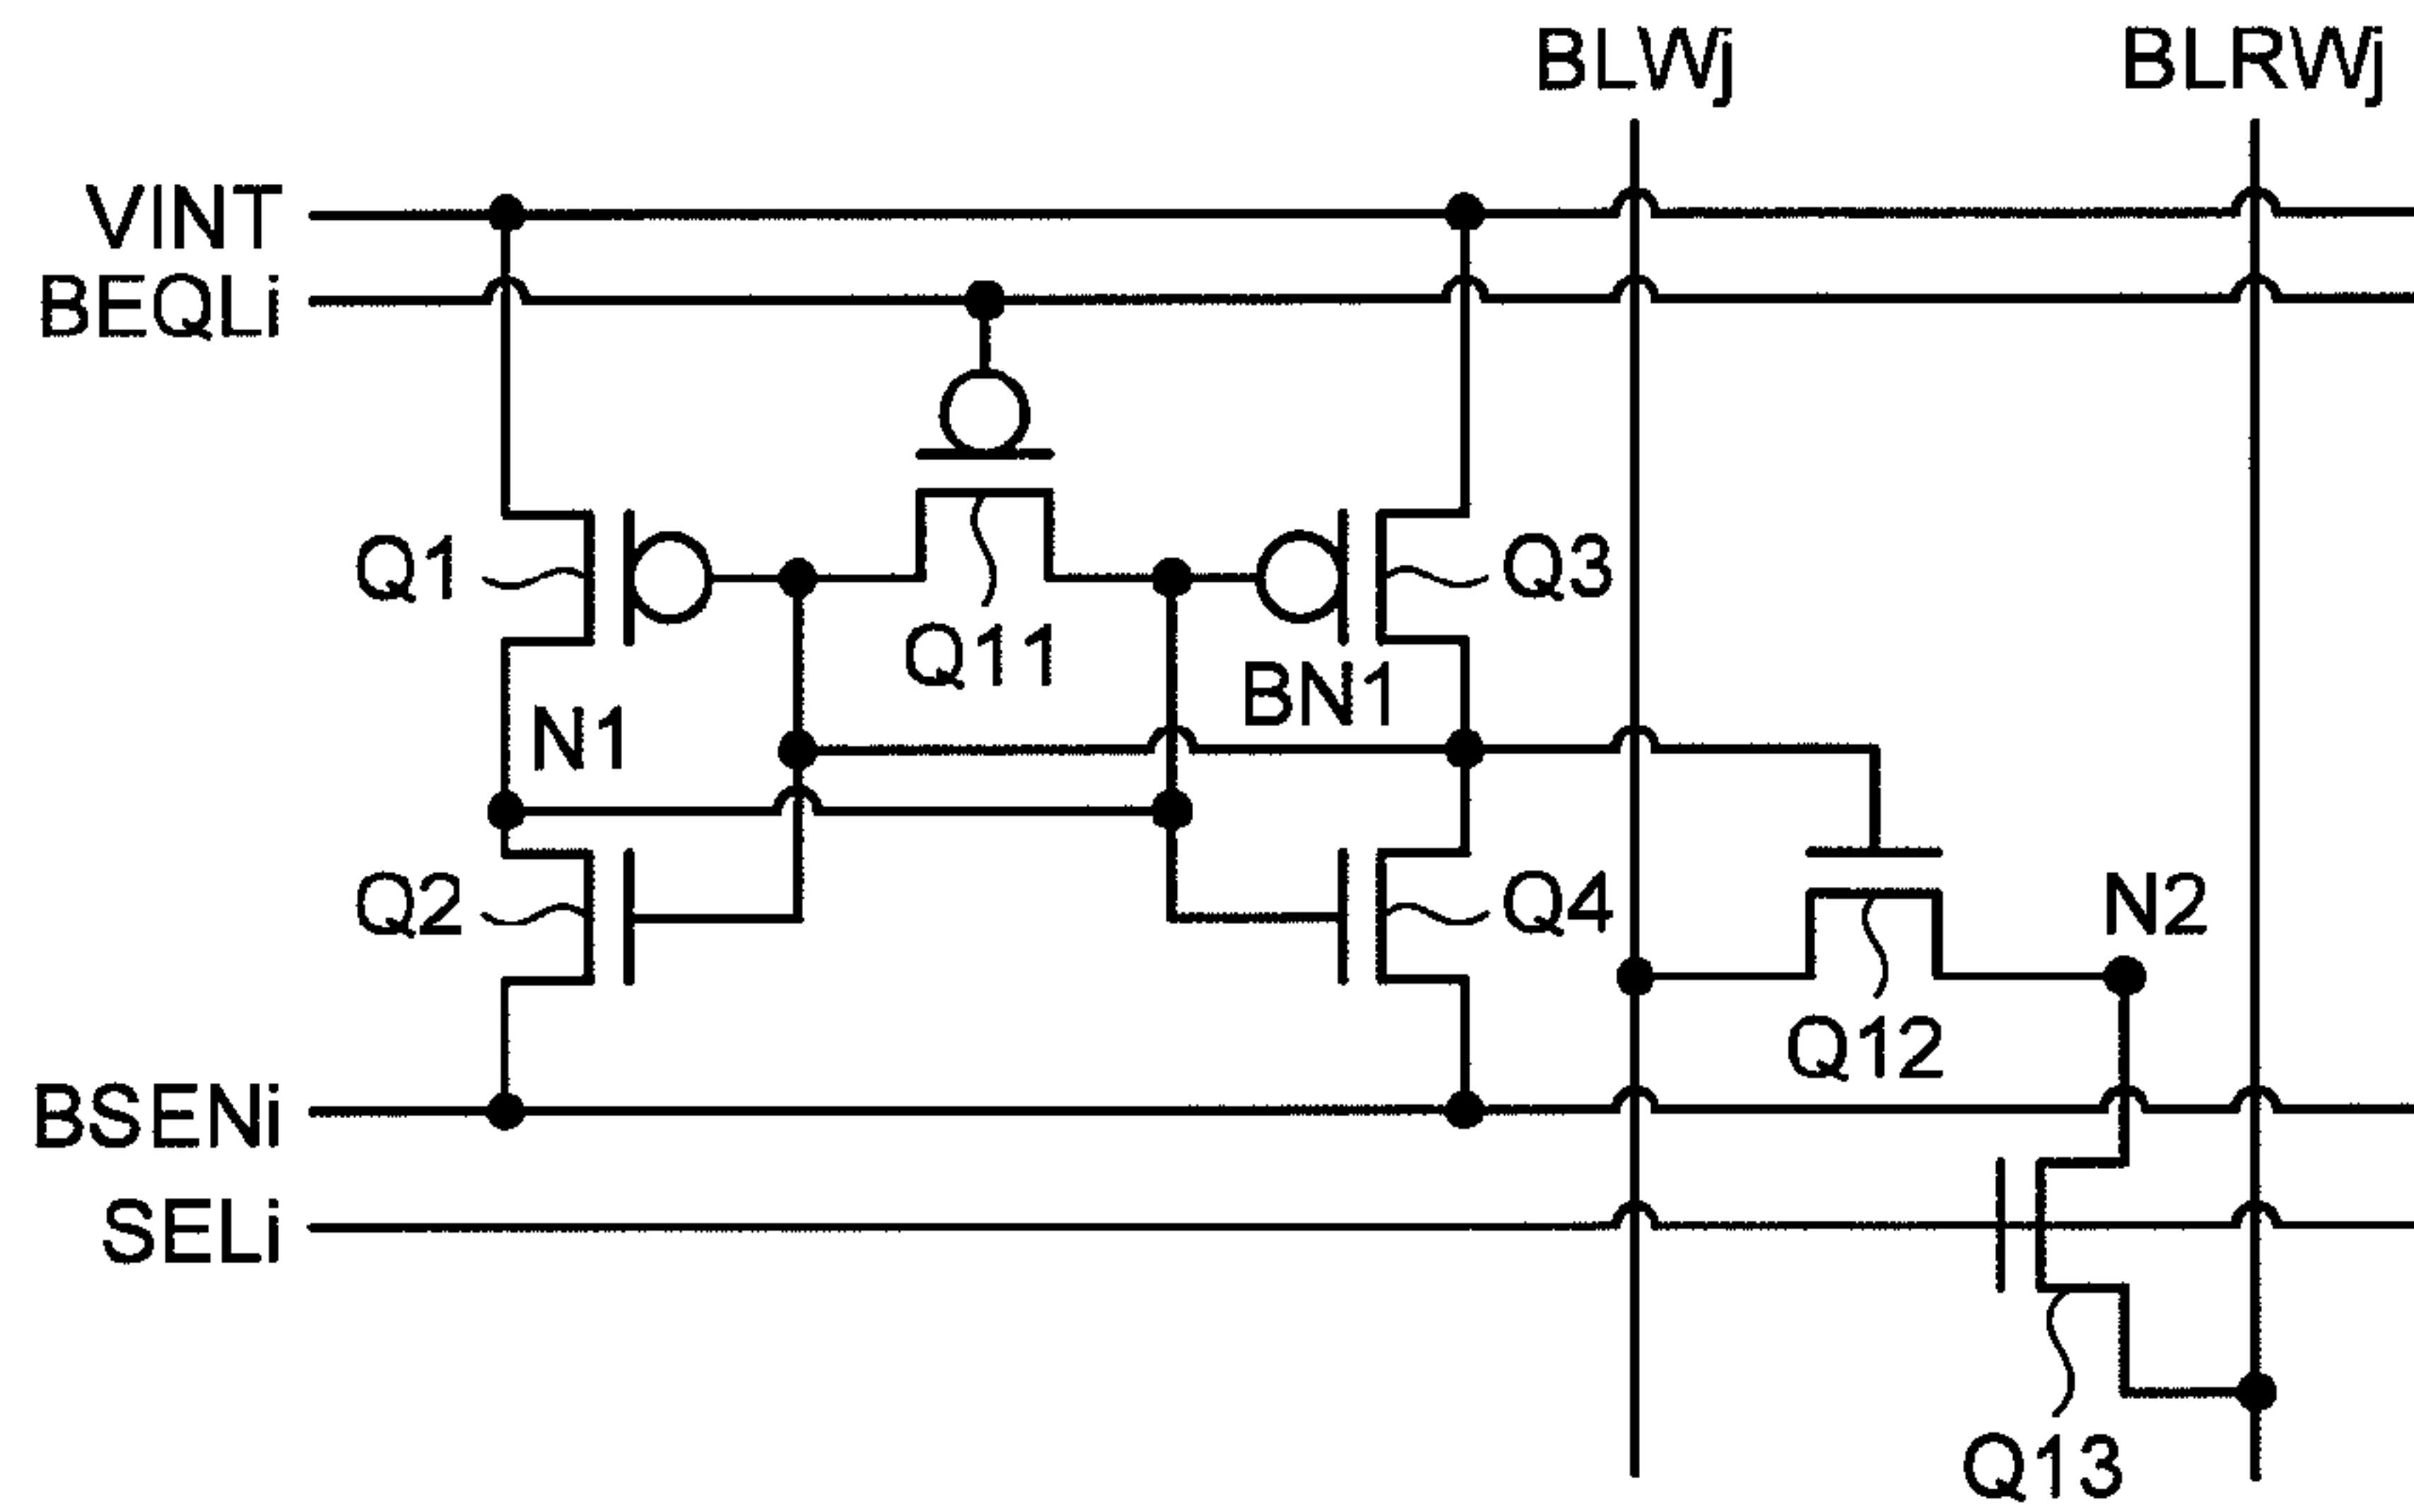 BLWj
BLRWj
VINT
BEQLi
Q1
Q3
Q11
BN1
N1
Q2
Q4
N2
Q12
BSENi
SELi
Q13